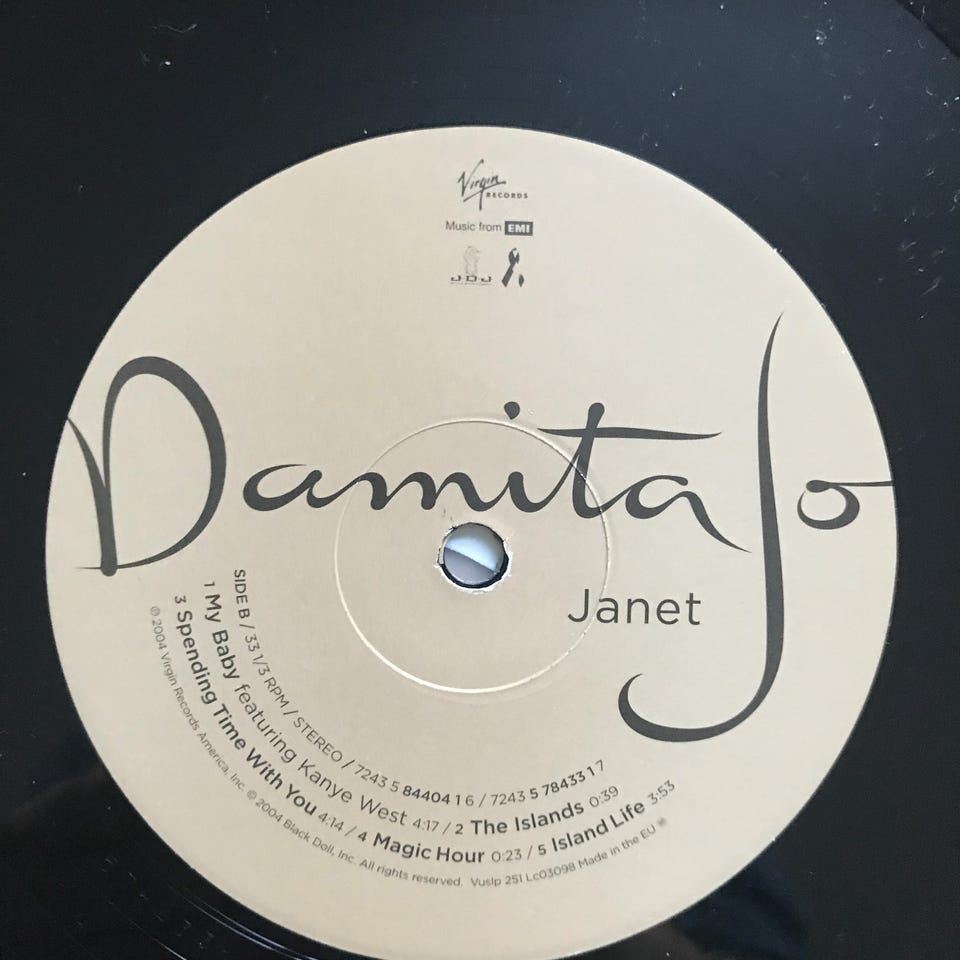 Virgin
RECORDS
Music from EMI
JDJ
Damita Jo
Janet
SIDE B / 33 1/3 RPM / STEREO / 7243 5 84404 1 6 / 7243 5 78433 1 7
1 My Baby featuring Kanye West 4:17 / 2 The Islands 0:39
3 Spending Time With You 4:14 / 4 Magic Hour 0:23 / 5 Island Life 3:53
℗ 2004 Virgin Records America, Inc. © 2004 Black Doll, Inc. All rights reserved. Vuslp 251 Lc03098 Made in the EU